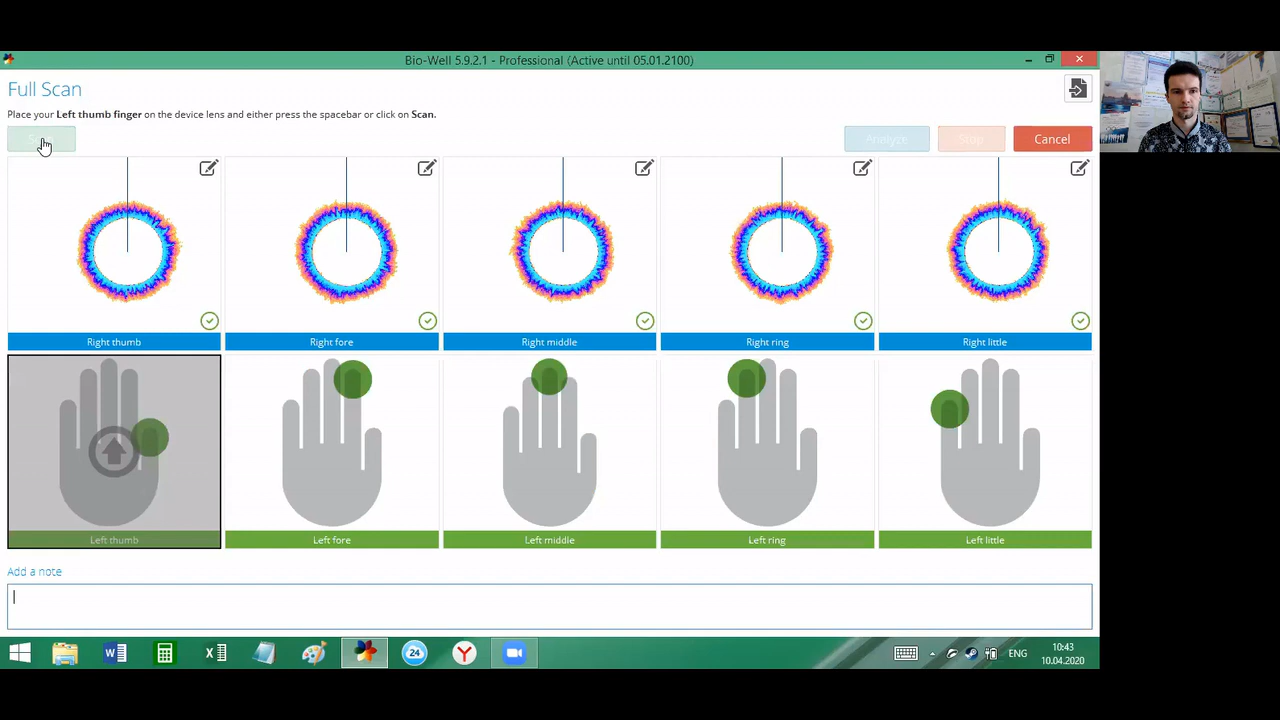 Bio-Well 5.9.2.1 - Professional (Active until 05.01.2100)
Full Scan
Place your Left thumb finger on the device lens and either press the spacebar or click on Scan.
Analyze
Stop
Cancel
Right thumb
Right fore
Right middle
Right ring
Right little
Left thumb
Left fore
Left middle
Left ring
Left little
Add a note
24
ENG
10:43
10.04.2020